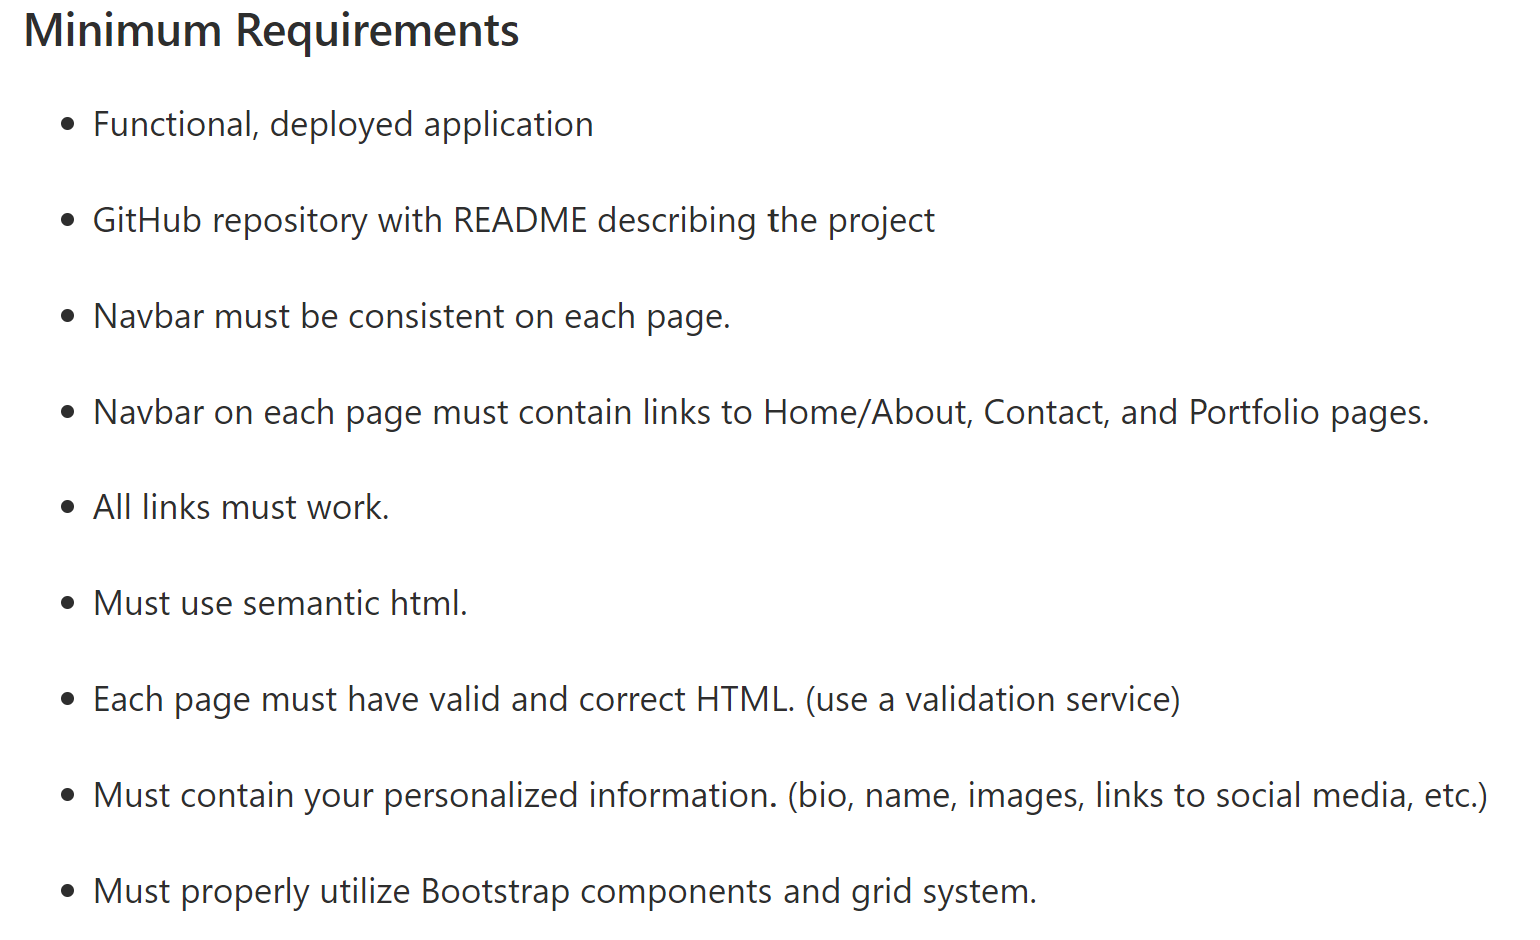 Minimum Requirements
• Functional, deployed application
• GitHub repository with README describing the project
• Navbar must be consistent on each page.
• Navbar on each page must contain links to Home/About, Contact, and Portfolio pages.
• All links must work.
• Must use semantic html.
• Each page must have valid and correct HTML. (use a validation service)
• Must contain your personalized information. (bio, name, images, links to social media, etc.)
• Must properly utilize Bootstrap components and grid system.